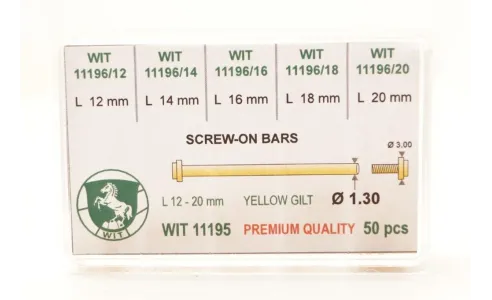 WIT 11196/12 WIT 11196/14 WIT 11196/16 WIT 11196/18 WIT 11196/20
L 12 mm L 14 mm L 16 mm L 18 mm L 20 mm
SCREW-ON BARS
Ø 3,00
L 12 - 20 mm YELLOW GILT Ø 1.30
WIT
WIT 11195 PREMIUM QUALITY 50 pcs